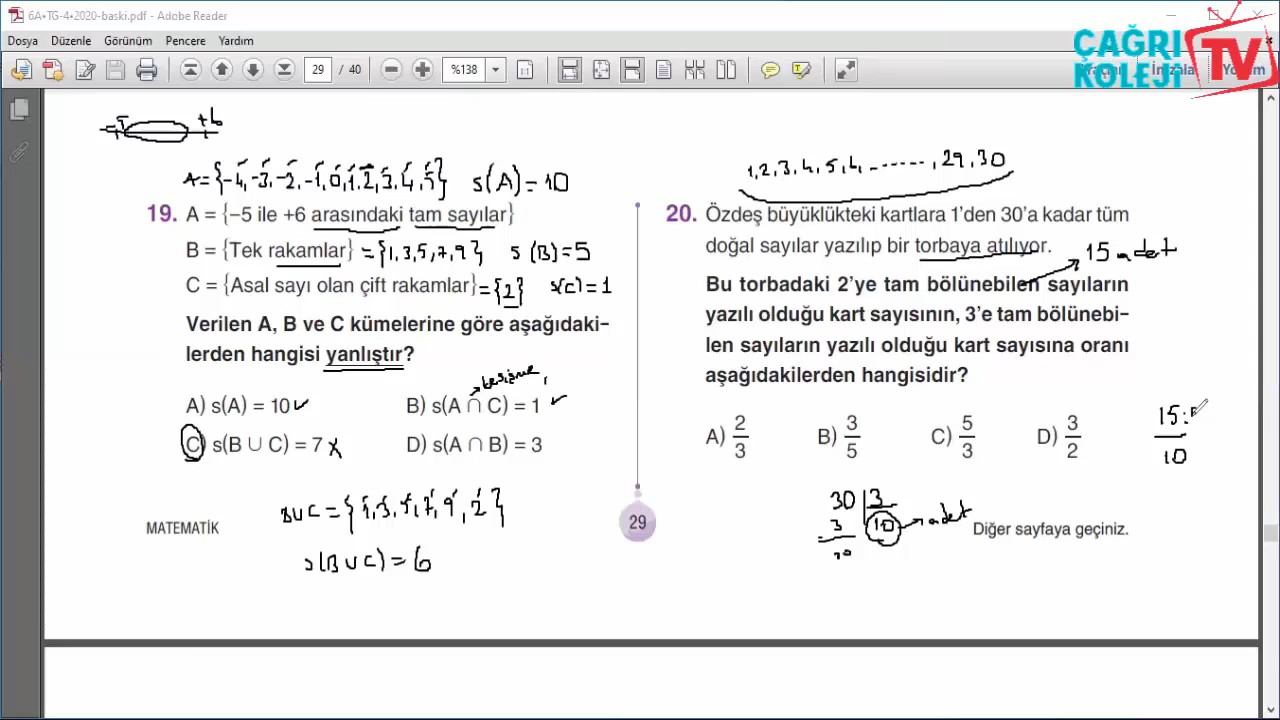 6A•TG-4•2020-baski.pdf - Adobe Reader
ÇAĞRI
KOLEJİ
TV
Dosya Düzenle Görünüm Pencere Yardım
29 / 40 %138 Araçlar İmzala Yorum
-5 +6
A={-4,-3,-2,-1,0,1,2,3,4,5} s(A)=10
19. A = {–5 ile +6 arasındaki tam sayılar}
B = {Tek rakamlar} ={1,3,5,7,9} s(B)=5
C = {Asal sayı olan çift rakamlar} ={2} s(C)=1
Verilen A, B ve C kümelerine göre aşağıdaki-
lerden hangisi yanlıştır?
kesişme
A) s(A) = 10 ✓ B) s(A ∩ C) = 1 ✓
C) s(B ∪ C) = 7 x D) s(A ∩ B) = 3
BUC={1,3,5,7,9,2}
s(BUC)=6
MATEMATİK
29
1,2,3,4,5,6,.......,29,30
20. Özdeş büyüklükteki kartlara 1’den 30’a kadar tüm
doğal sayılar yazılıp bir torbaya atılıyor.
15 adet
Bu torbadaki 2’ye tam bölünebilen sayıların
yazılı olduğu kart sayısının, 3’e tam bölünebi-
len sayıların yazılı olduğu kart sayısına oranı
aşağıdakilerden hangisidir?
A) 2/3 B) 3/5 C) 5/3 D) 3/2
15:
10
30 3
3 10 adet
Diğer sayfaya geçiniz.